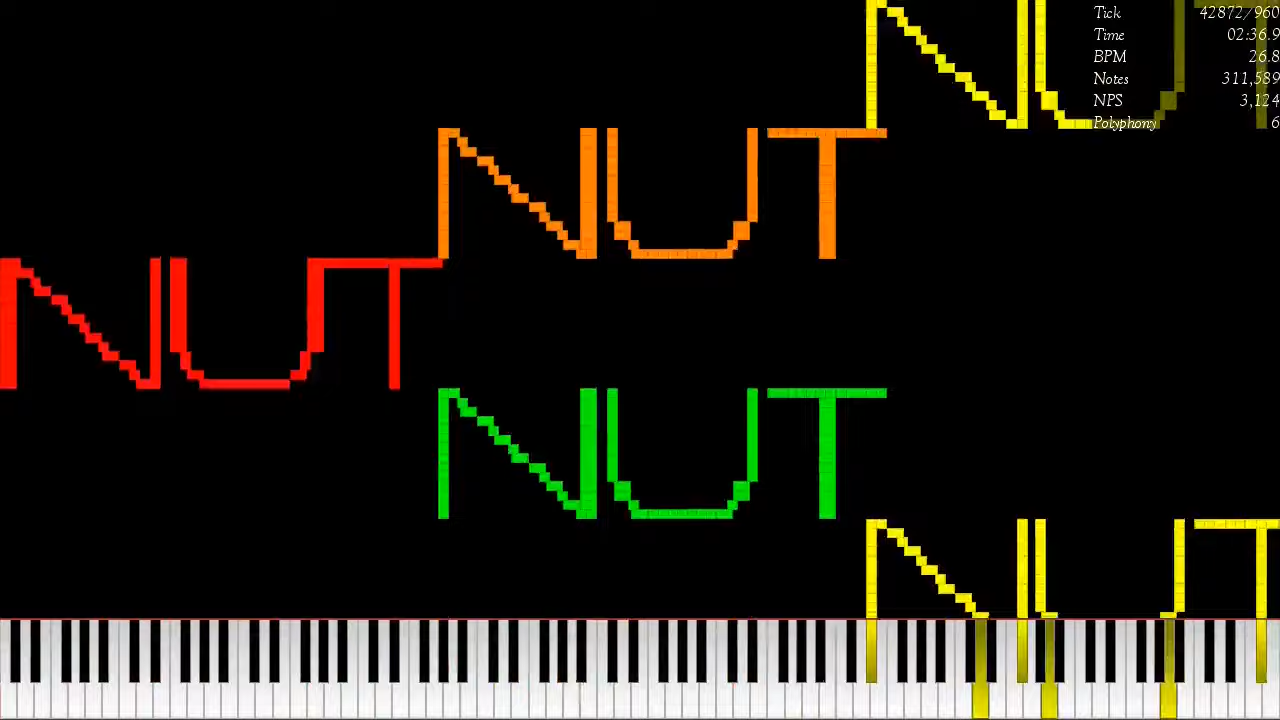 NUT
Tick 42872/960
Time 02:36.9
BPM 26.8
Notes 311,589
NPS 3,124
Polyphony 6
NUT
NUT
NUT
NUT